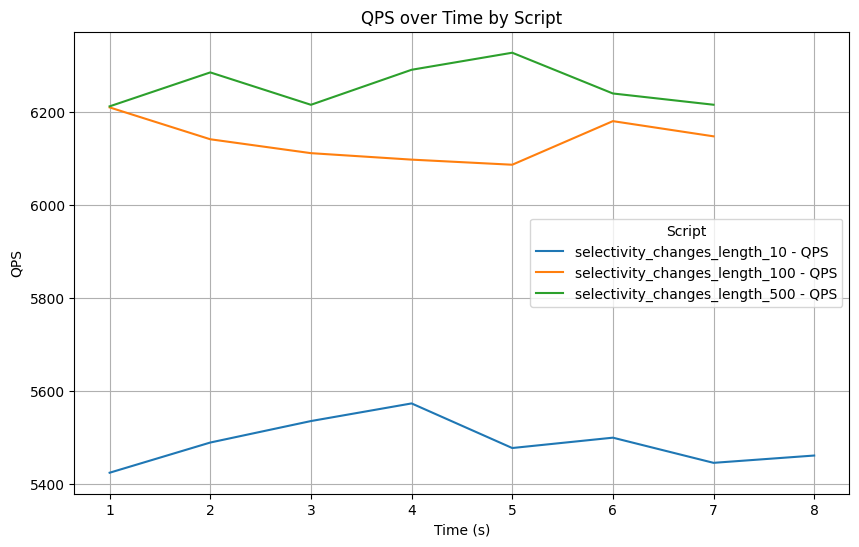 QPS over Time by Script
QPS
6200
6000
5800
5600
5400
Script
selectivity_changes_length_10 - QPS
selectivity_changes_length_100 - QPS
selectivity_changes_length_500 - QPS
1 2 3 4 5 6 7 8
Time (s)